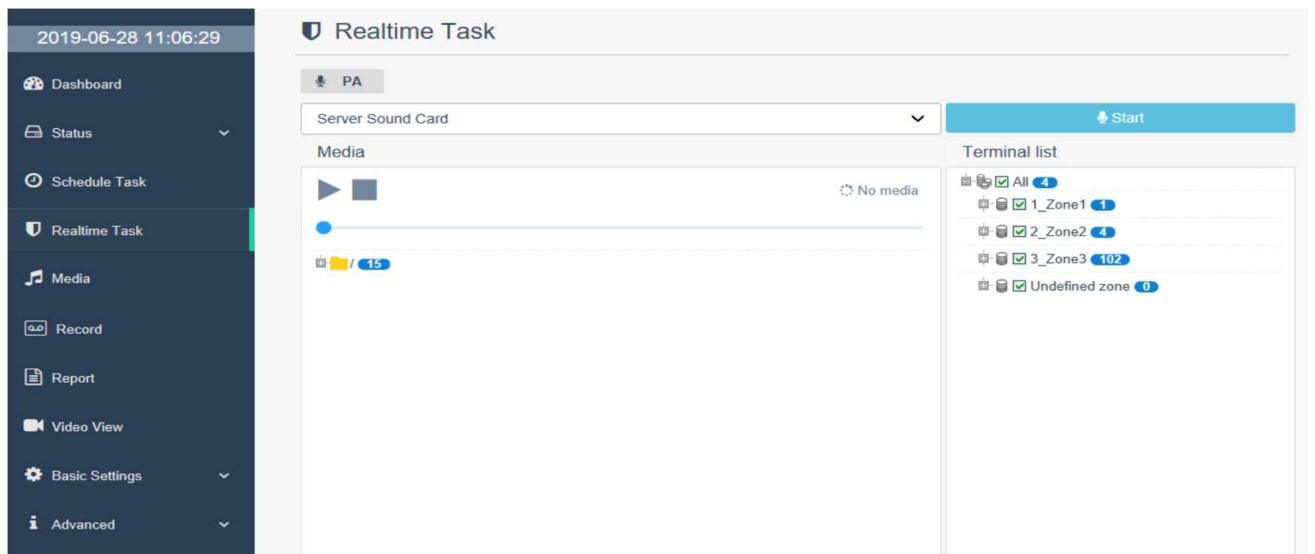 2019-06-28 11:06:29
Dashboard
Status
Schedule Task
Realtime Task
Media
Record
Report
Video View
Basic Settings
Advanced
Realtime Task
PA
Server Sound Card
Start
Media
No media
/ 15
Terminal list
All 4
1_Zone1 1
2_Zone2 4
3_Zone3 102
Undefined zone 0